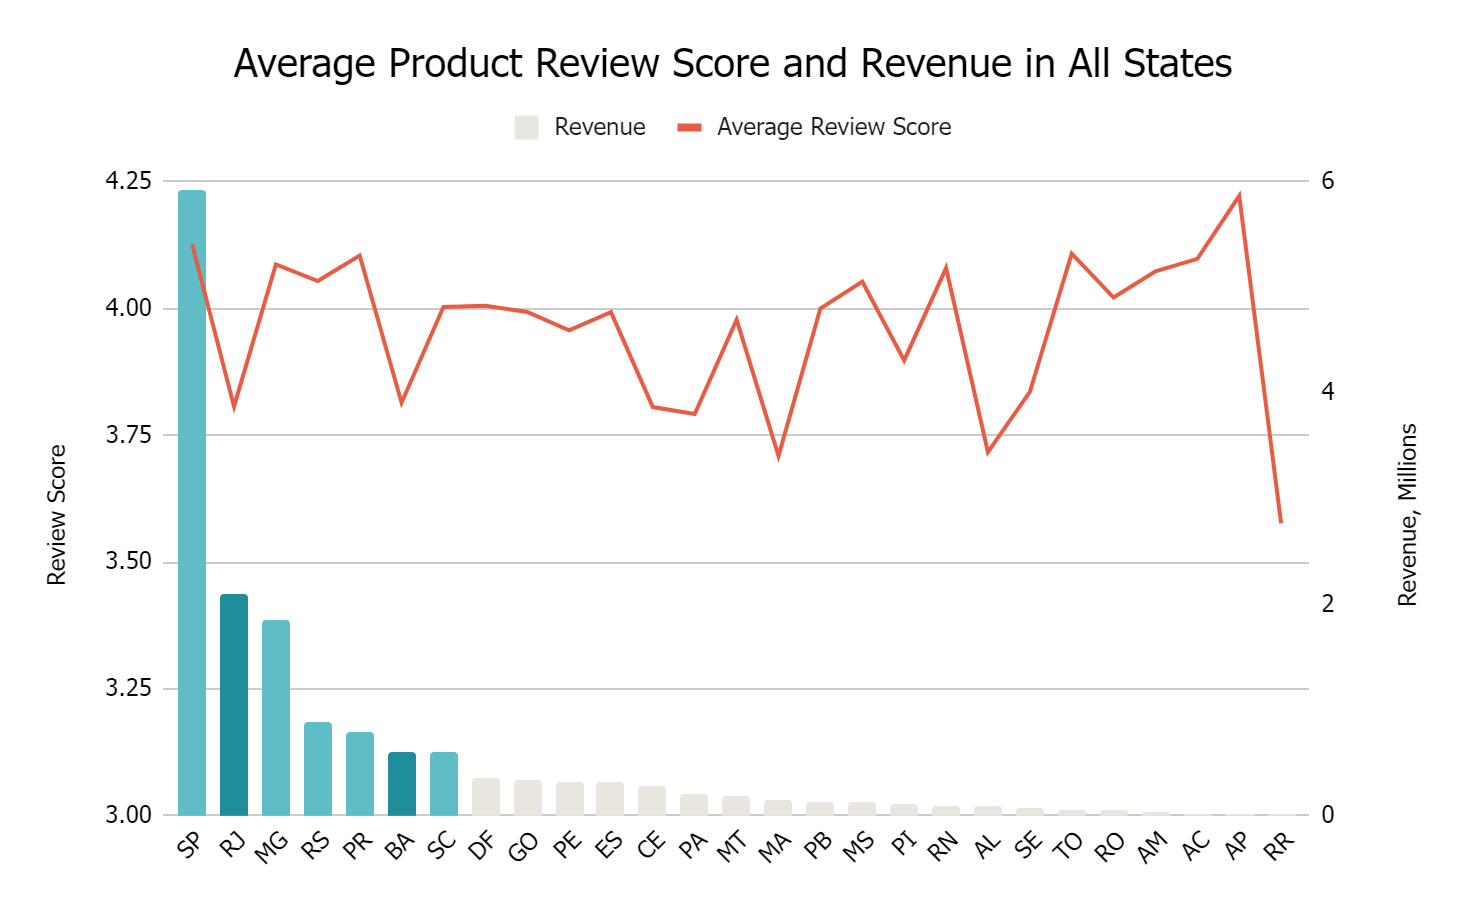 Average Product Review Score and Revenue in All States
Revenue
Average Review Score
4.25
4.00
3.75
3.50
3.25
3.00
Review Score
6
4
2
0
Revenue, Millions
SP
RJ
MG
RS
PR
BA
SC
DF
GO
PE
ES
CE
PA
MT
MA
PB
MS
PI
RN
AL
SE
TO
RO
AM
AC
AP
RR